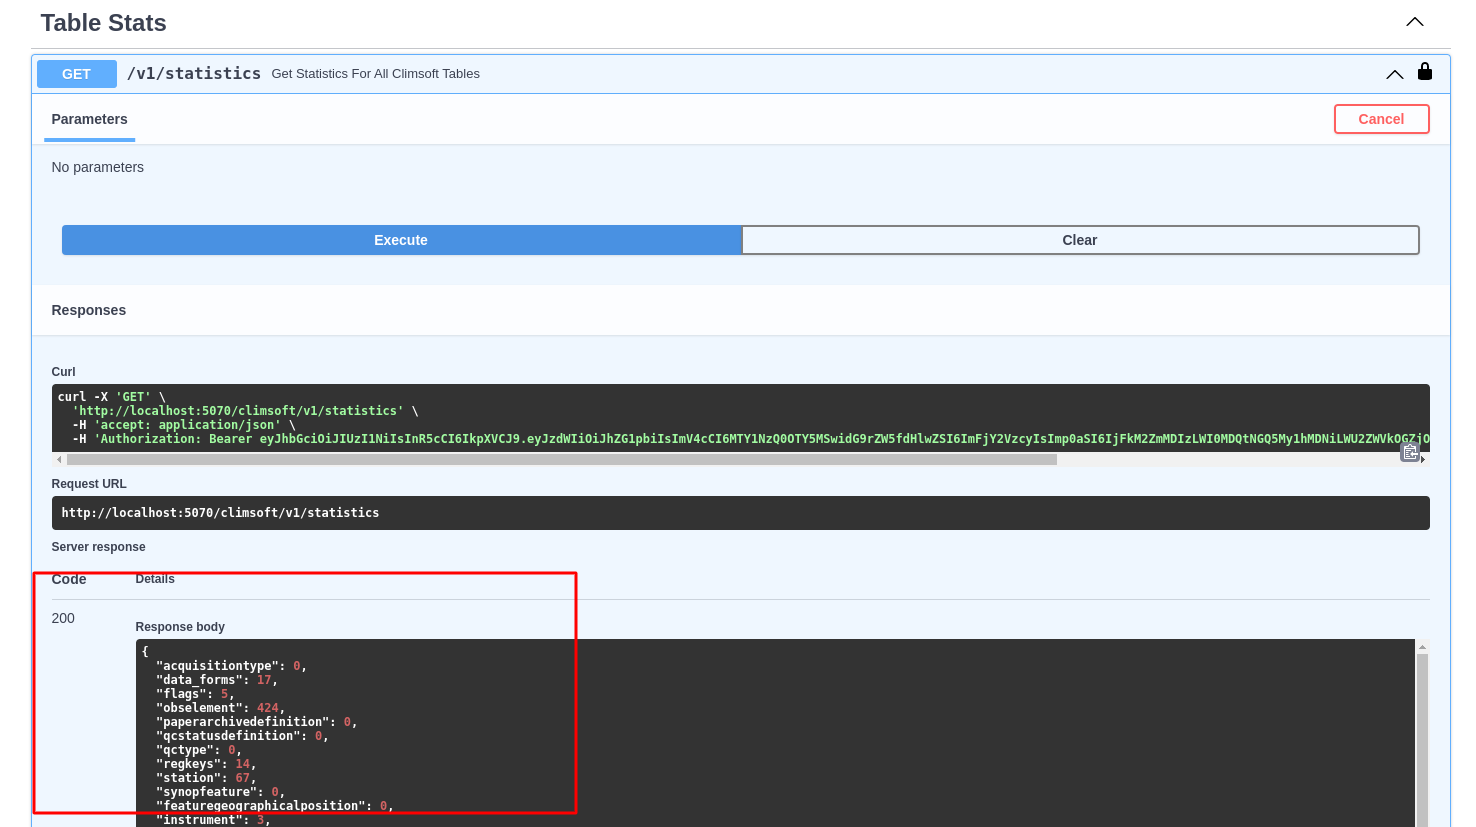 Table Stats
GET /v1/statistics Get Statistics For All Climsoft Tables
Parameters
Cancel
No parameters
Execute
Clear
Responses
Curl
curl -X 'GET' \
'http://localhost:5070/climsoft/v1/statistics' \
-H 'accept: application/json' \
-H 'Authorization: Bearer eyJhbGciOiJIUzI1NiIsInR5cCI6IkpXVCJ9.eyJzdWIiOiJhZG1pbiIsImV4cCI6MTY1NzQ0OTY5MSwidG9rZW5fdHlwZSI6ImFjY2VzcyIsImp0aSI6IjFkM2ZmMDIzLWI0MDQtNGQ5My1hMDNiLWU2ZWVkOGZjO
Request URL
http://localhost:5070/climsoft/v1/statistics
Server response
Code Details
200
Response body
{
"acquisitiontype": 0,
"data_forms": 17,
"flags": 5,
"obselement": 424,
"paperarchivedefinition": 0,
"qcstatusdefinition": 0,
"qctype": 0,
"regkeys": 14,
"station": 67,
"synopfeature": 0,
"featuregeographicalposition": 0,
"instrument": 3,